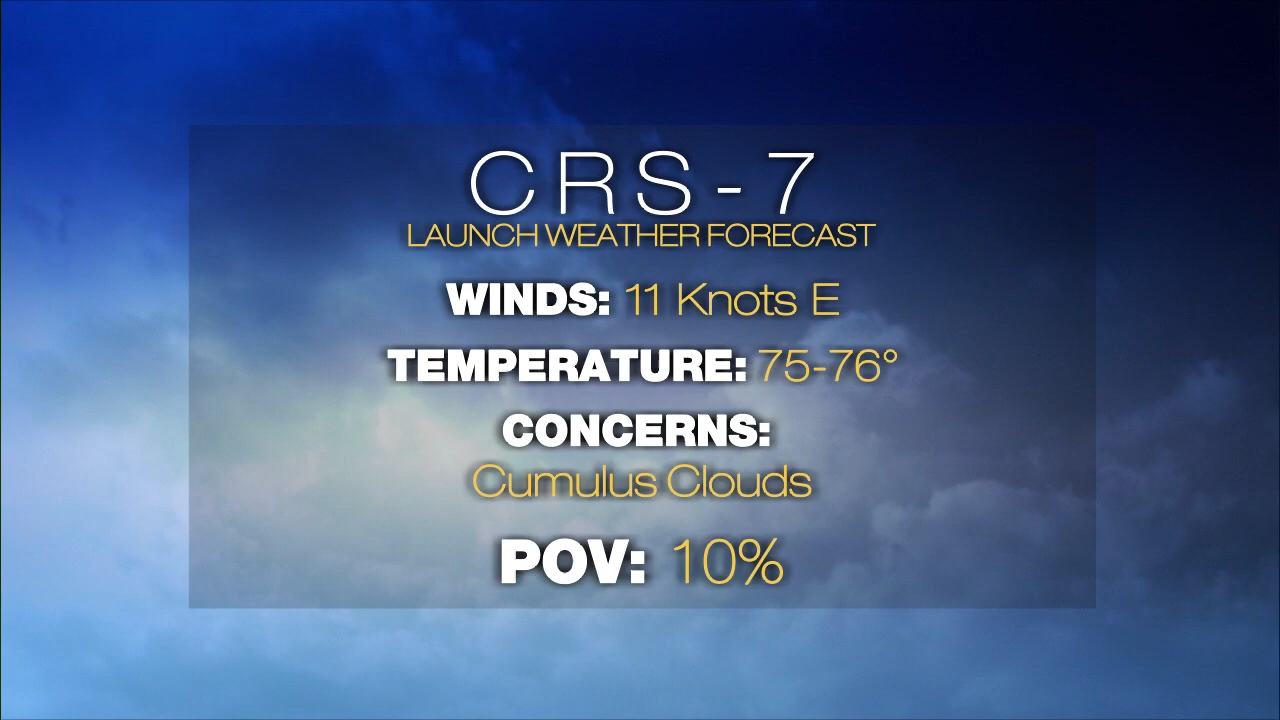 CRS-7
LAUNCH WEATHER FORECAST
WINDS: 11 Knots E
TEMPERATURE: 75-76°
CONCERNS:
Cumulus Clouds
POV: 10%